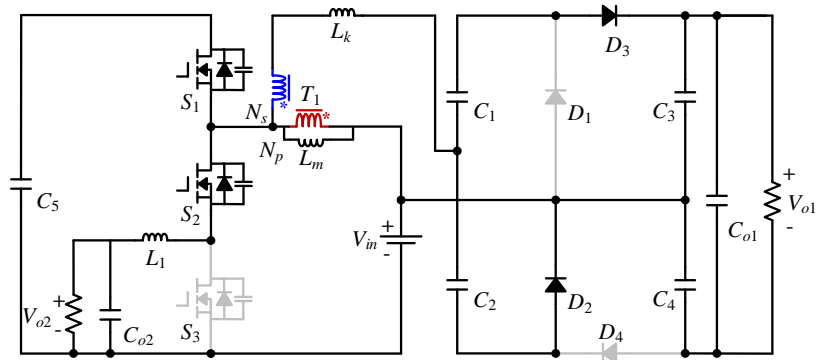 L_k
D_3
S_1
*
T_1
*
N_s
C_1
D_1
C_3
N_p
L_m
C_5
S_2
+
V_in
-
+
V_o1
-
C_o1
L_1
C_2
D_2
C_4
+
V_o2
-
C_o2
S_3
D_4